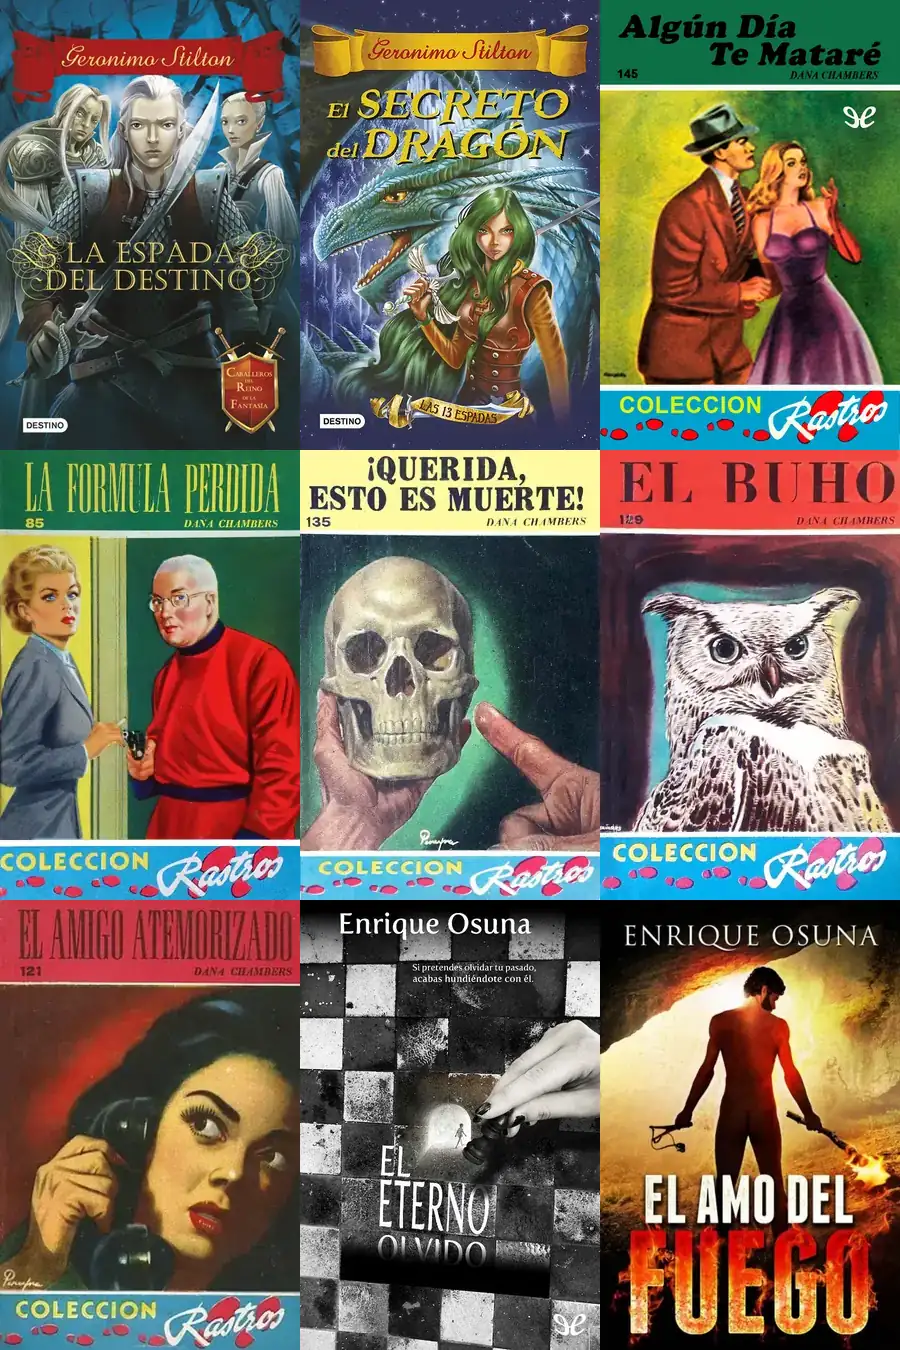 Geronimo Stilton
LA ESPADA
DEL DESTINO
CABALLEROS
DEL
REINO
DE LA
FANTASÍA
DESTINO
Geronimo Stilton
El SECRETO
del DRAGÓN
LAS 13 ESPADAS
DESTINO
Algún Día
Te Mataré
145
DANA CHAMBERS
COLECCION
Rastros
LA FORMULA PERDIDA
85
DANA CHAMBERS
COLECCION
Rastros
¡QUERIDA,
ESTO ES MUERTE!
135
DANA CHAMBERS
COLECCION
Rastros
EL BUHO
129
DANA CHAMBERS
COLECCION
Rastros
EL AMIGO ATEMORIZADO
121
DANA CHAMBERS
COLECCION
Rastros
Enrique Osuna
Si pretendes olvidar tu pasado,
acabas hundiéndote con él.
EL
ETERNO
OLVIDO
ENRIQUE OSUNA
EL AMO DEL
FUEGO